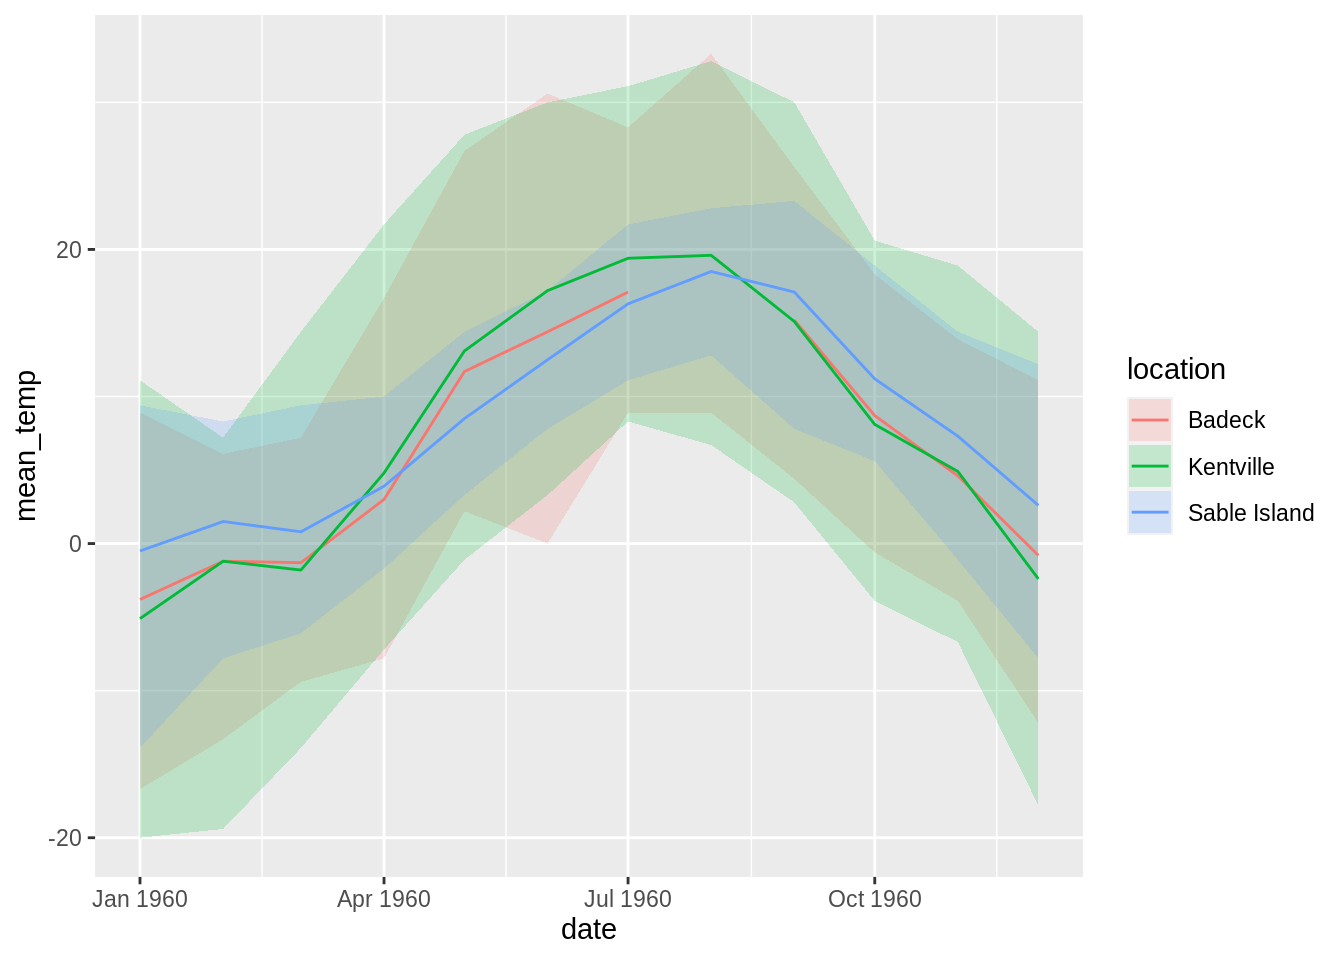 mean_temp
20
0
-20
Jan 1960
Apr 1960
Jul 1960
Oct 1960
date
location
Badeck
Kentville
Sable Island